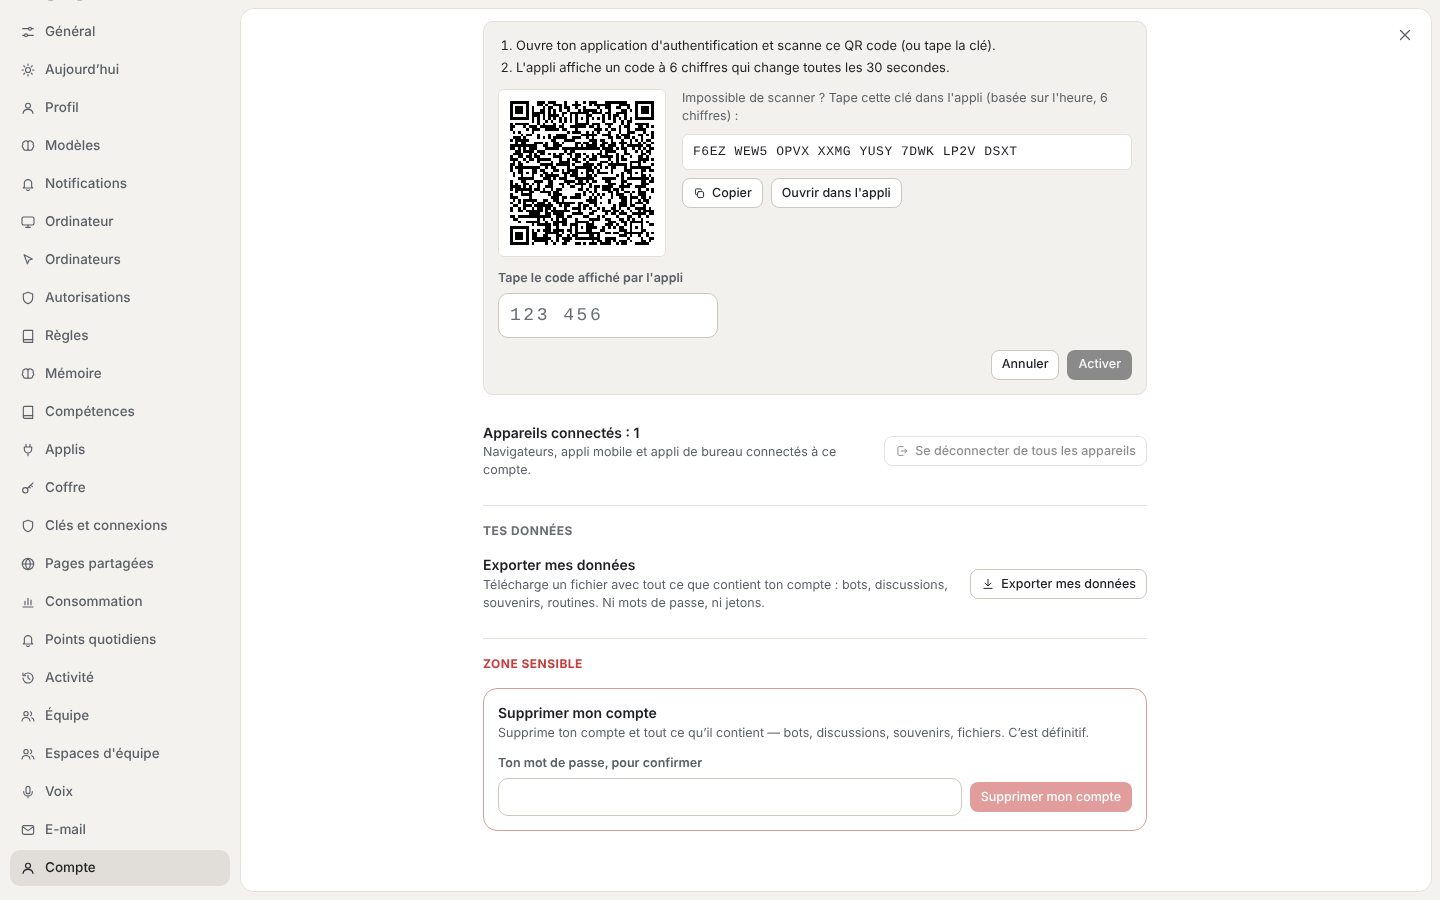 Général
Aujourd’hui
Profil
Modèles
Notifications
Ordinateur
Ordinateurs
Autorisations
Règles
Mémoire
Compétences
Applis
Coffre
Clés et connexions
Pages partagées
Consommation
Points quotidiens
Activité
Équipe
Espaces d'équipe
Voix
E-mail
Compte
1. Ouvre ton application d'authentification et scanne ce QR code (ou tape la clé).
2. L'appli affiche un code à 6 chiffres qui change toutes les 30 secondes.
Impossible de scanner ? Tape cette clé dans l'appli (basée sur l'heure, 6
chiffres) :
F6EZ WEW5 OPVX XXMG YUSY 7DWK LP2V DSXT
Copier
Ouvrir dans l'appli
Tape le code affiché par l'appli
123 456
Annuler
Activer
Appareils connectés : 1
Navigateurs, appli mobile et appli de bureau connectés à ce
compte.
Se déconnecter de tous les appareils
TES DONNÉES
Exporter mes données
Télécharge un fichier avec tout ce que contient ton compte : bots, discussions,
souvenirs, routines. Ni mots de passe, ni jetons.
Exporter mes données
ZONE SENSIBLE
Supprimer mon compte
Supprime ton compte et tout ce qu’il contient — bots, discussions, souvenirs, fichiers. C’est définitif.
Ton mot de passe, pour confirmer
Supprimer mon compte